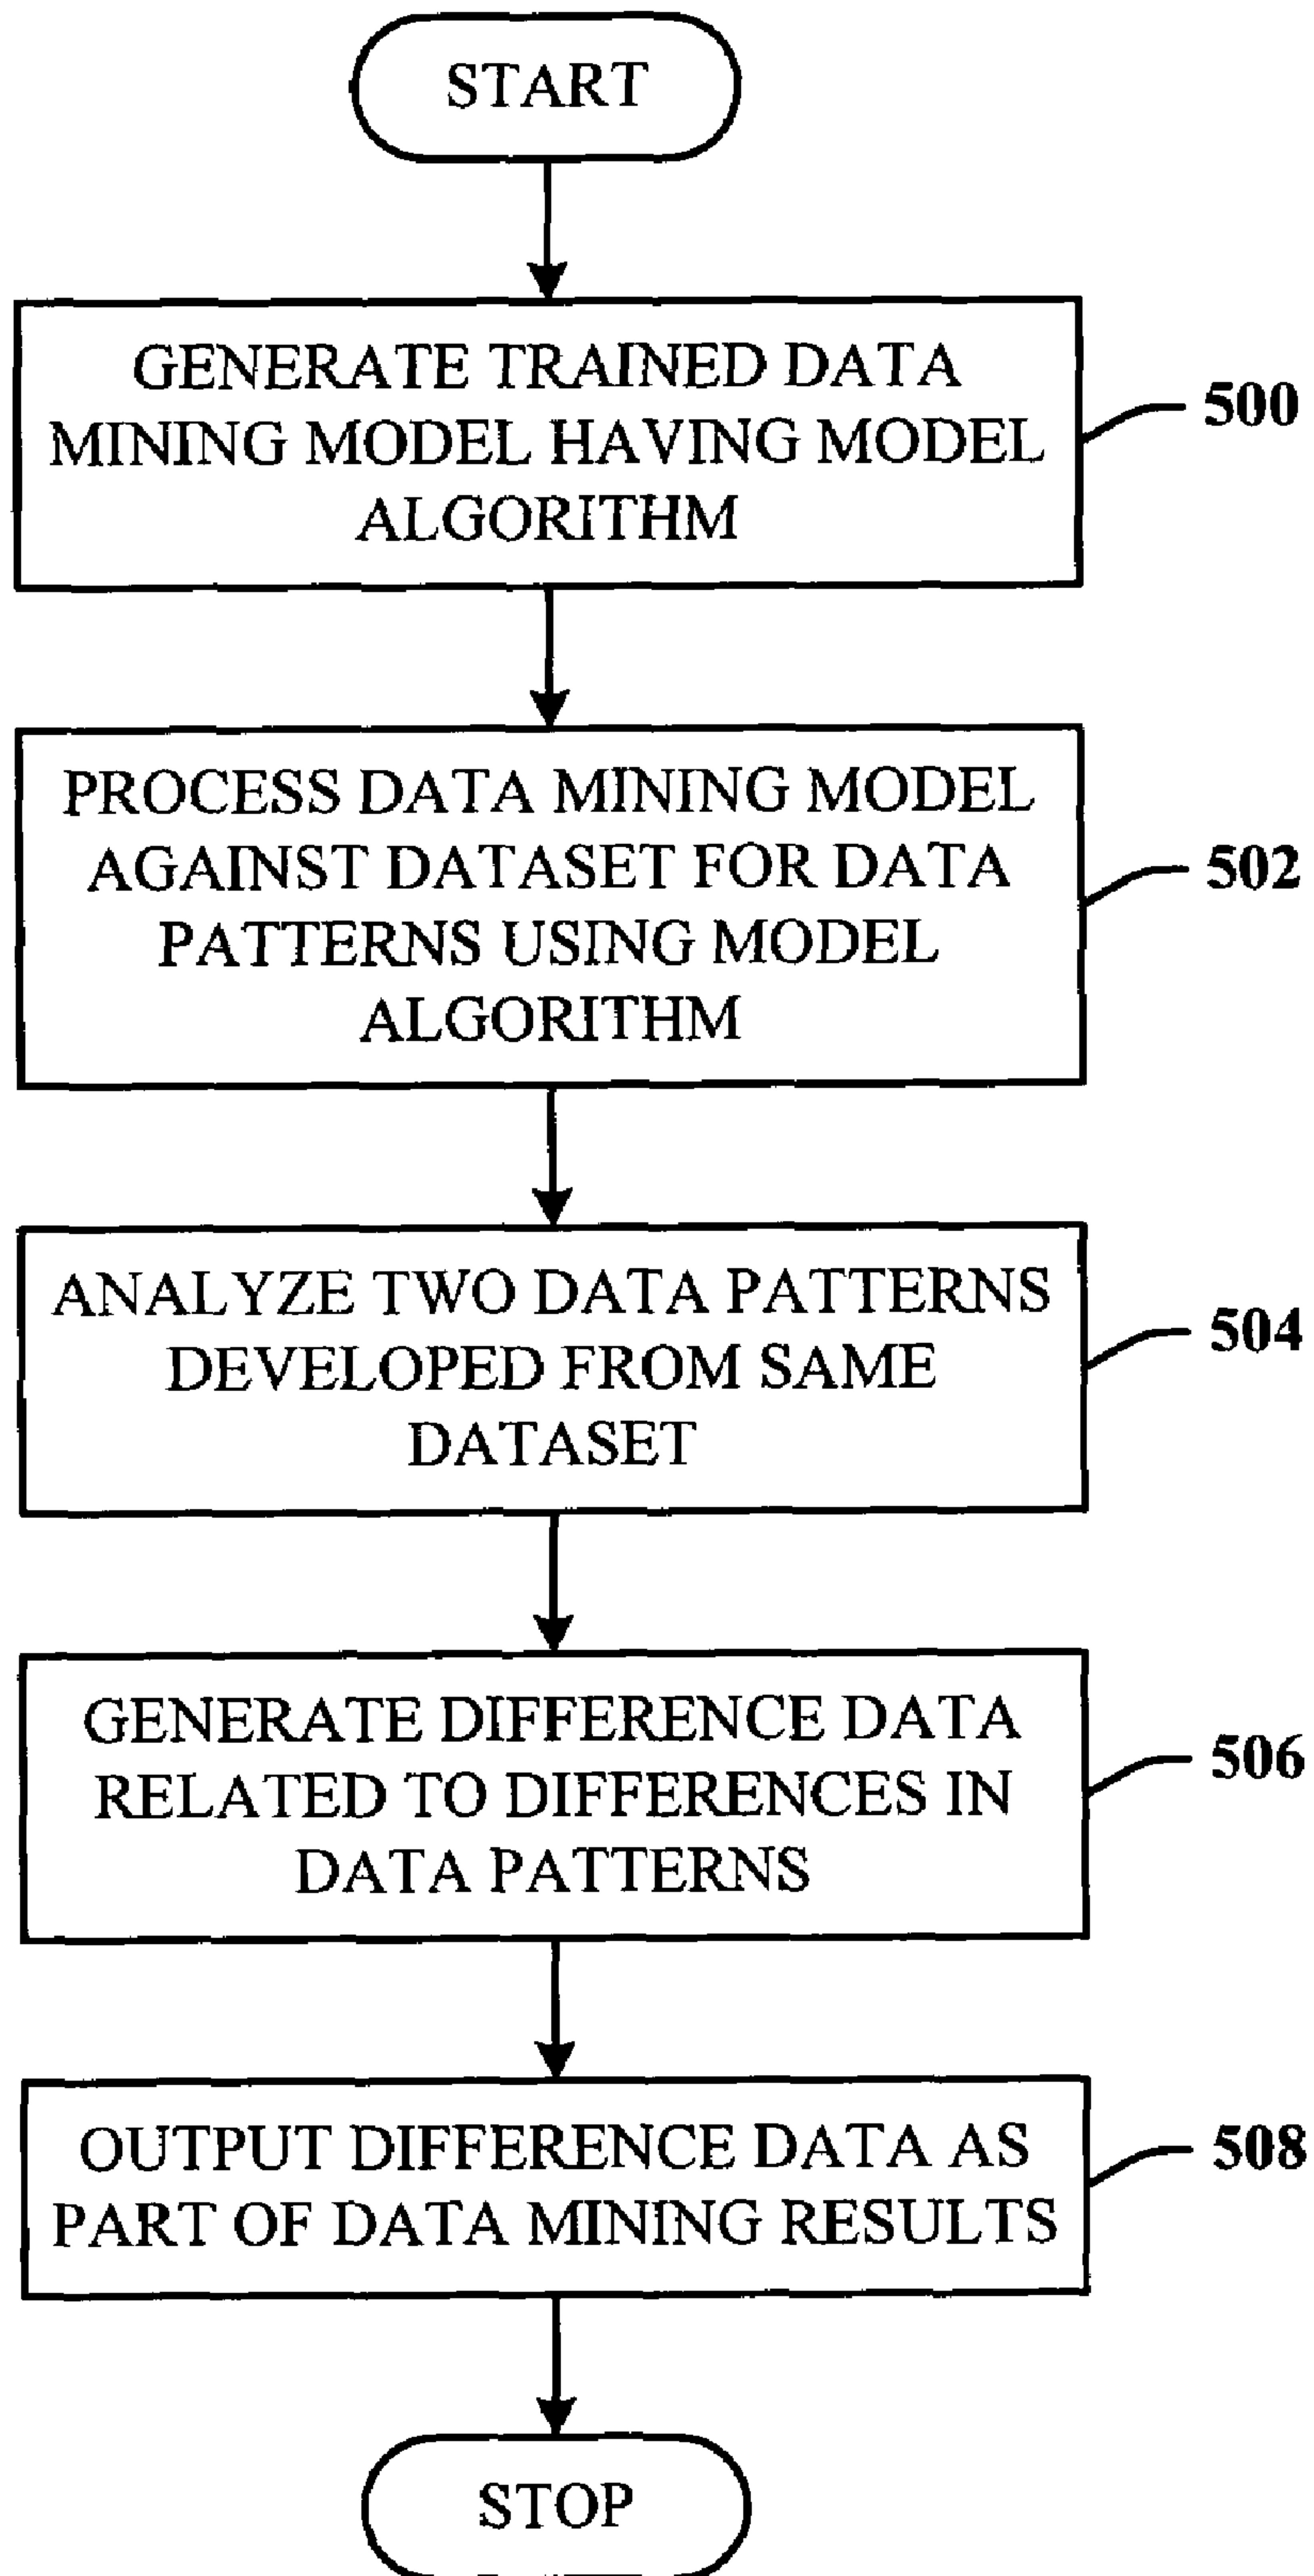 START
GENERATE TRAINED DATA
MINING MODEL HAVING MODEL
ALGORITHM
500
PROCESS DATA MINING MODEL
AGAINST DATASET FOR DATA
PATTERNS USING MODEL
ALGORITHM
502
ANALYZE TWO DATA PATTERNS
DEVELOPED FROM SAME
DATASET
504
GENERATE DIFFERENCE DATA
RELATED TO DIFFERENCES IN
DATA PATTERNS
506
OUTPUT DIFFERENCE DATA AS
PART OF DATA MINING RESULTS
508
STOP